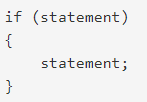 if (statement)
{
    statement;
}